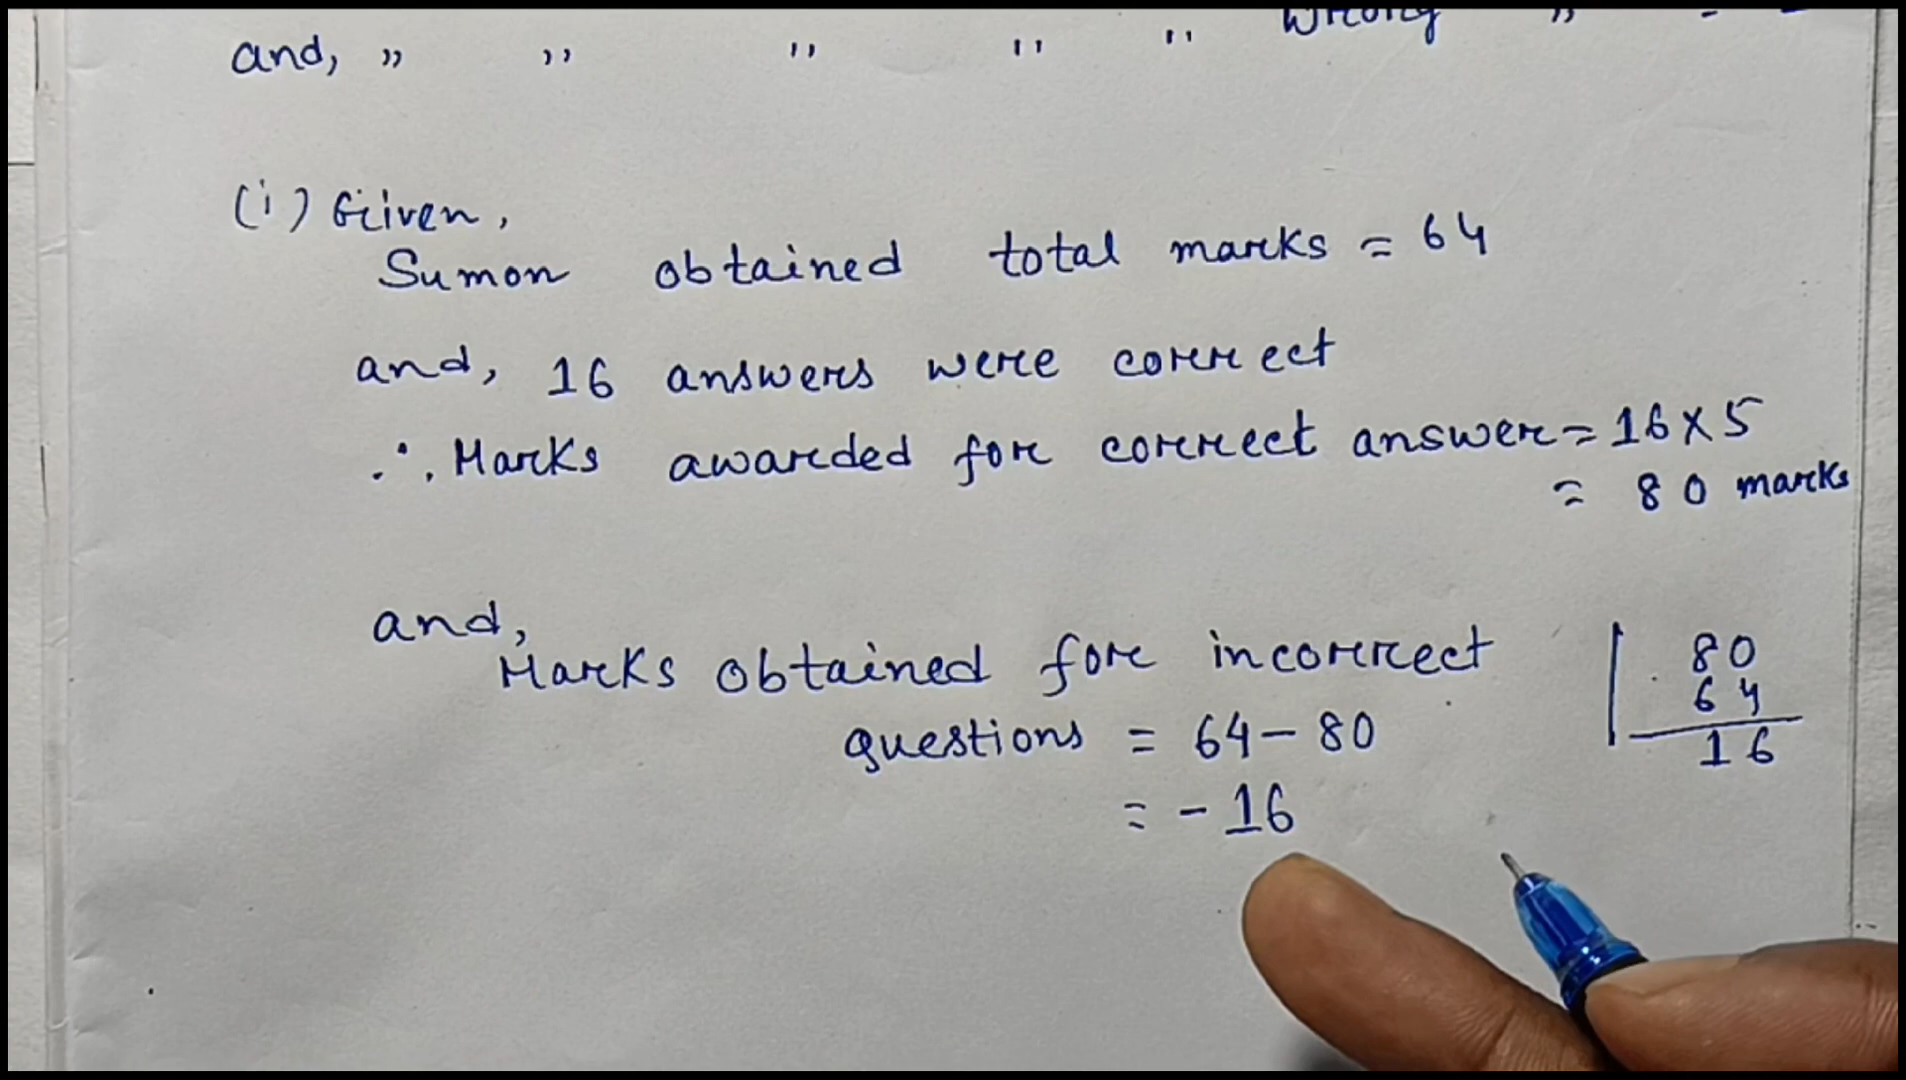 and, ,, ,, ,, ,, ,, wrong ,, -
(i) Given,
Sumon obtained total marks = 64
and, 16 answers were correct
∴ Marks awarded for correct answer = 16 x 5
= 80 marks
and,
Marks obtained for incorrect
questions = 64 - 80
= - 16
80
64
16